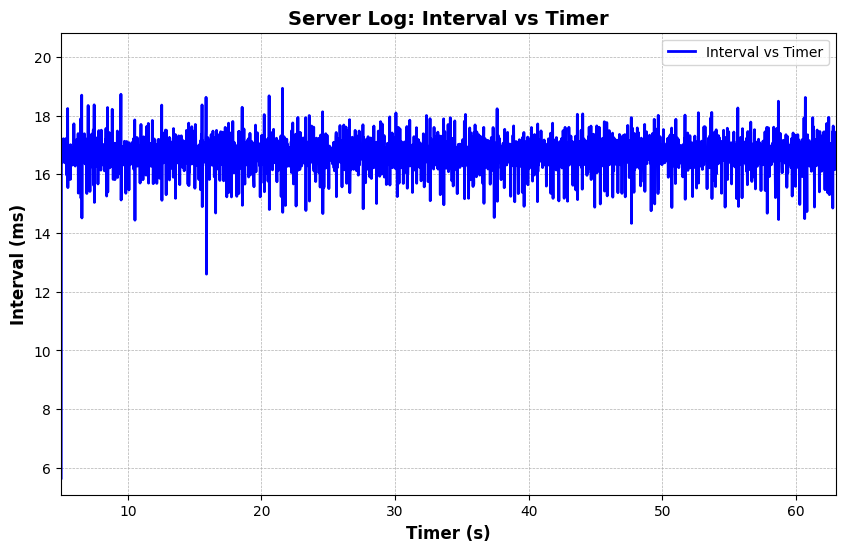 Server Log: Interval vs Timer
Interval vs Timer
20
18
16
14
12
10
8
6
Interval (ms)
10 20 30 40 50 60
Timer (s)